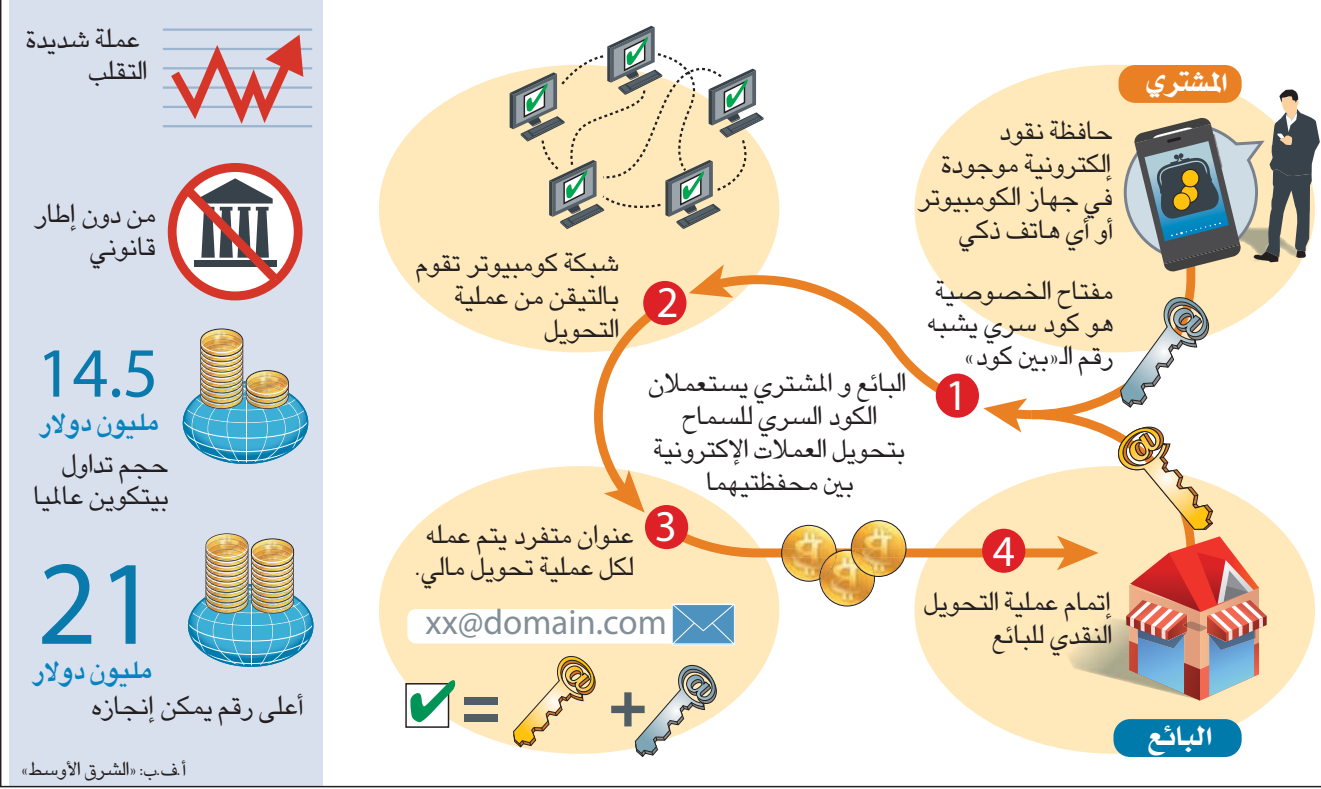 المشتري
حافظة نقود
إلكترونية موجودة
في جهاز الكومبيوتر
أو أي هاتف ذكي
مفتاح الخصوصية
هو كود سري يشبه
رقم الـ«بين كود»
1
البائع و المشتري يستعملان
الكود السري للسماح
بتحويل العملات الإكترونية
بين محفظتيهما
2
شبكة كومبيوتر تقوم
بالتيقن من عملية
التحويل
3
عنوان متفرد يتم عمله
لكل عملية تحويل مالي.
xx@domain.com
@ + @ =
4
إتمام عملية التحويل
النقدي للبائع
البائع
عملة شديدة
التقلب
من دون إطار
قانوني
14.5
مليون دولار
حجم تداول
بيتكوين عالميا
21
مليون دولار
أعلى رقم يمكن إنجازه
أ.ف.ب: «الشرق الأوسط»